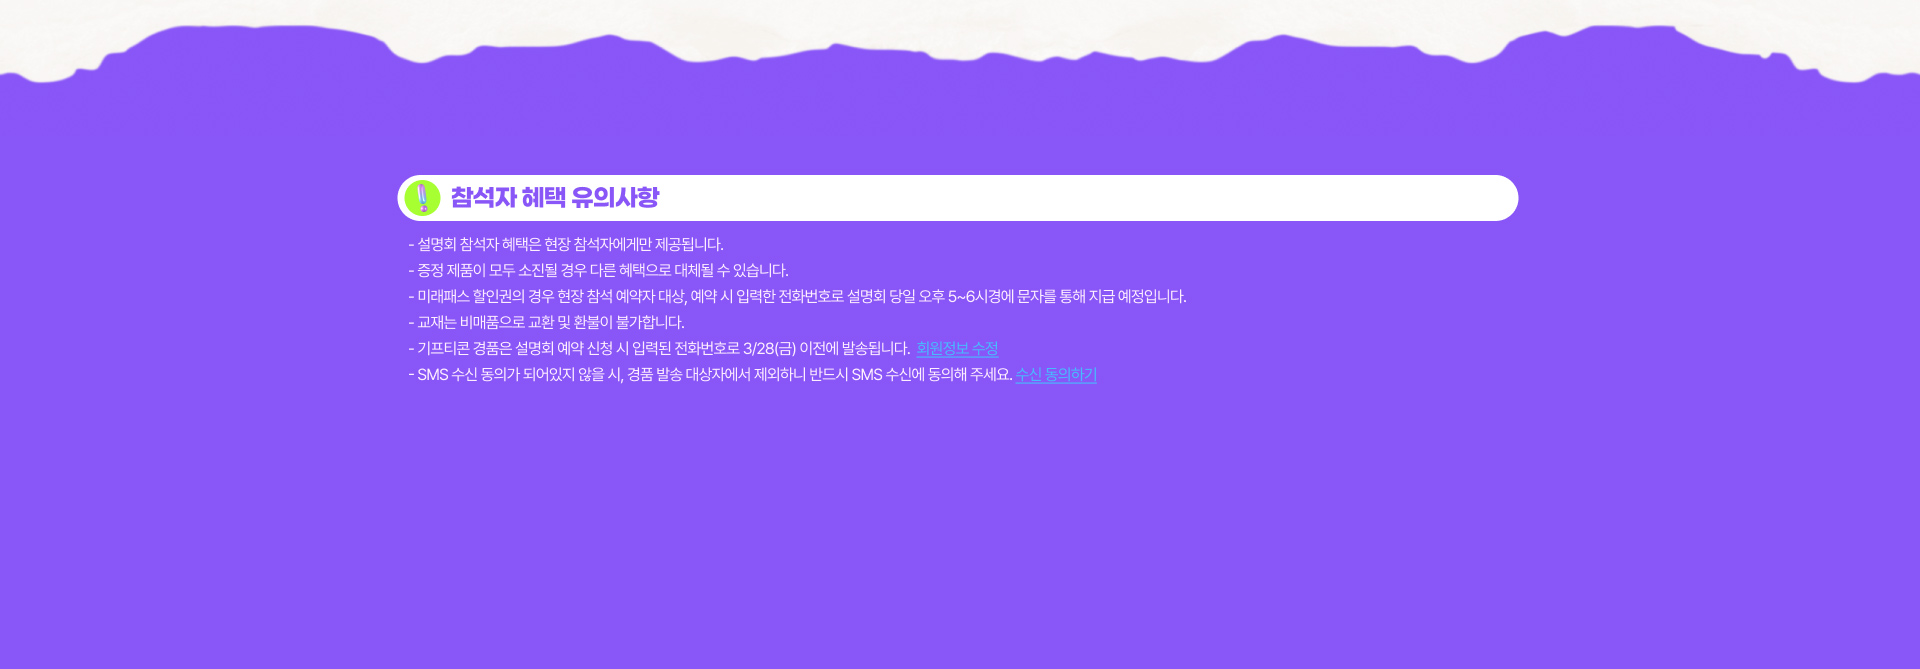 참석자 혜택 유의사항
- 설명회 참석자 혜택은 현장 참석자에게만 제공됩니다.
- 증정 제품이 모두 소진될 경우 다른 혜택으로 대체될 수 있습니다.
- 미래패스 할인권의 경우 현장 참석 예약자 대상, 예약 시 입력한 전화번호로 설명회 당일 오후 5~6시경에 문자를 통해 지급 예정입니다.
- 교재는 비매품으로 교환 및 환불이 불가합니다.
- 기프티콘 경품은 설명회 예약 신청 시 입력된 전화번호로 3/28(금) 이전에 발송됩니다. 회원정보 수정
- SMS 수신 동의가 되어있지 않을 시, 경품 발송 대상자에서 제외하니 반드시 SMS 수신에 동의해 주세요. 수신 동의하기